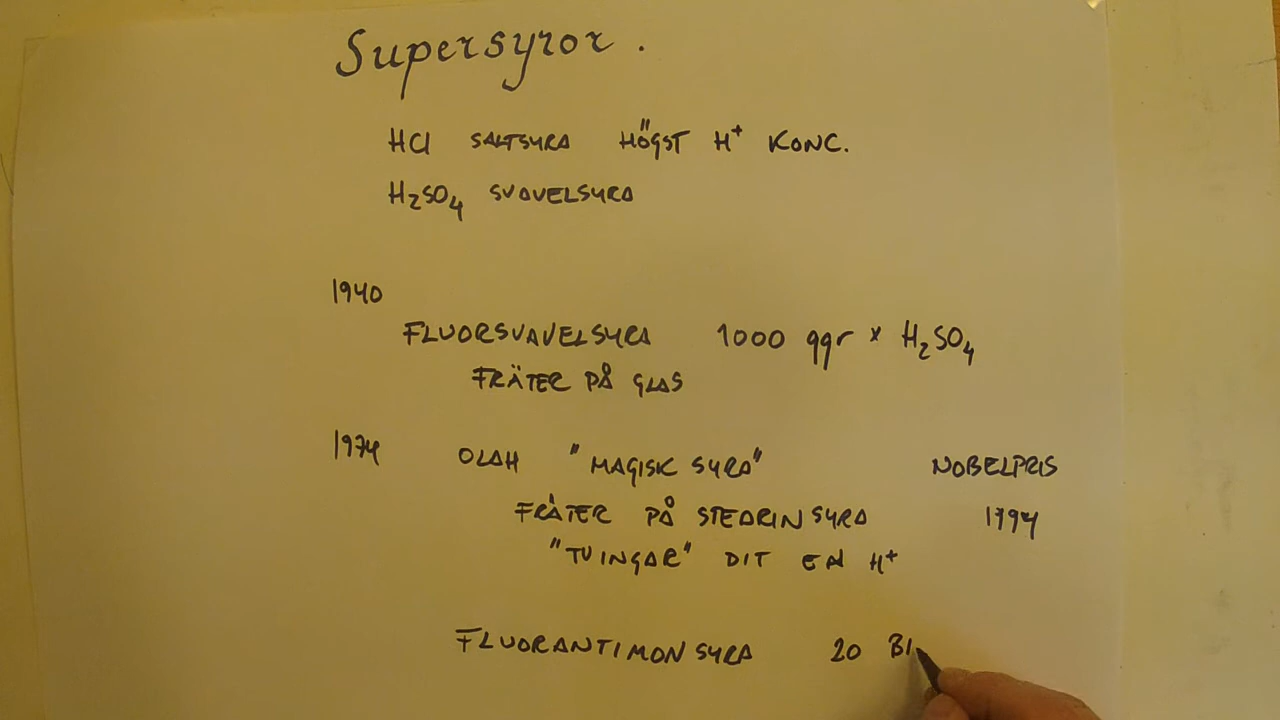 Supersyror.
HCl SALTSYRA HÖGST H+ KONC.
H2SO4 SVAVELSYRA
1940
FLUORSVAVELSYRA 1000 ggr x H2SO4
FRÄTER PÅ GLAS
1974 OLAH "MAGISK SYRA" NOBELPRIS
FRÄTER PÅ STEARINSYRA 1994
"TVINGAR" DIT EN H+
FLUORANTIMONSYRA 20 BI